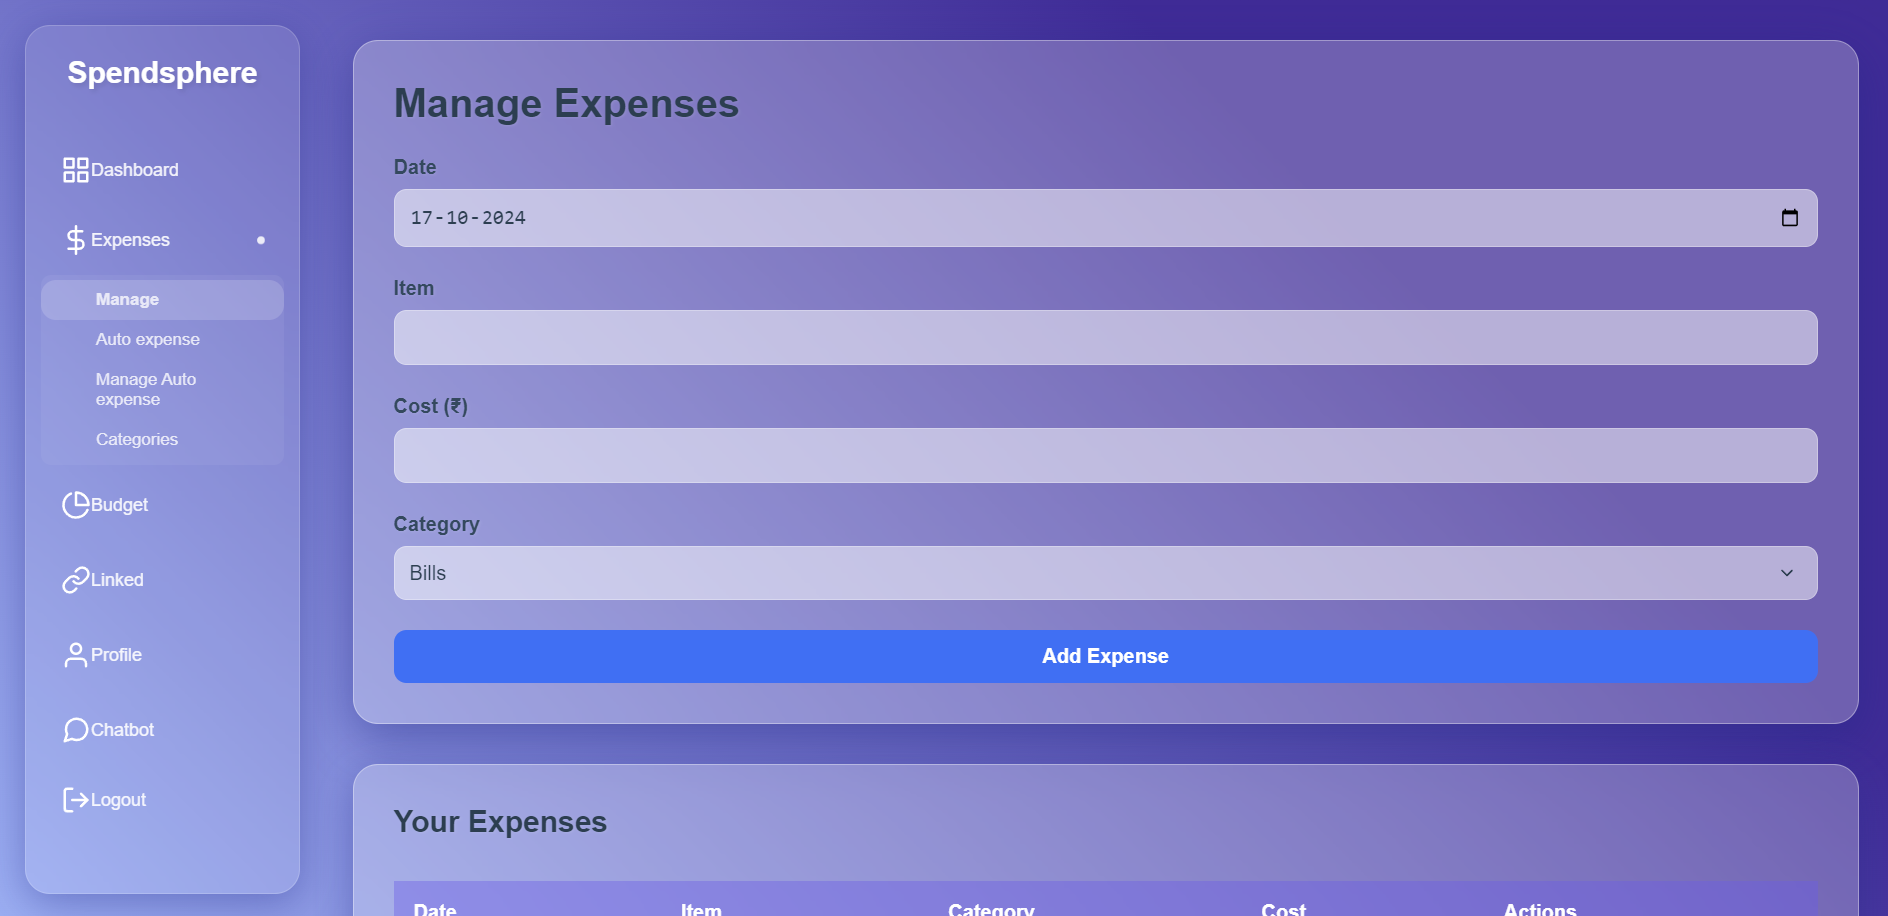 Spendsphere
Dashboard
Expenses
Manage
Auto expense
Manage Auto
expense
Categories
Budget
Linked
Profile
Chatbot
Logout
Manage Expenses
Date
17-10-2024
Item
Cost (₹)
Category
Bills
Add Expense
Your Expenses
Date Item Category Cost Actions